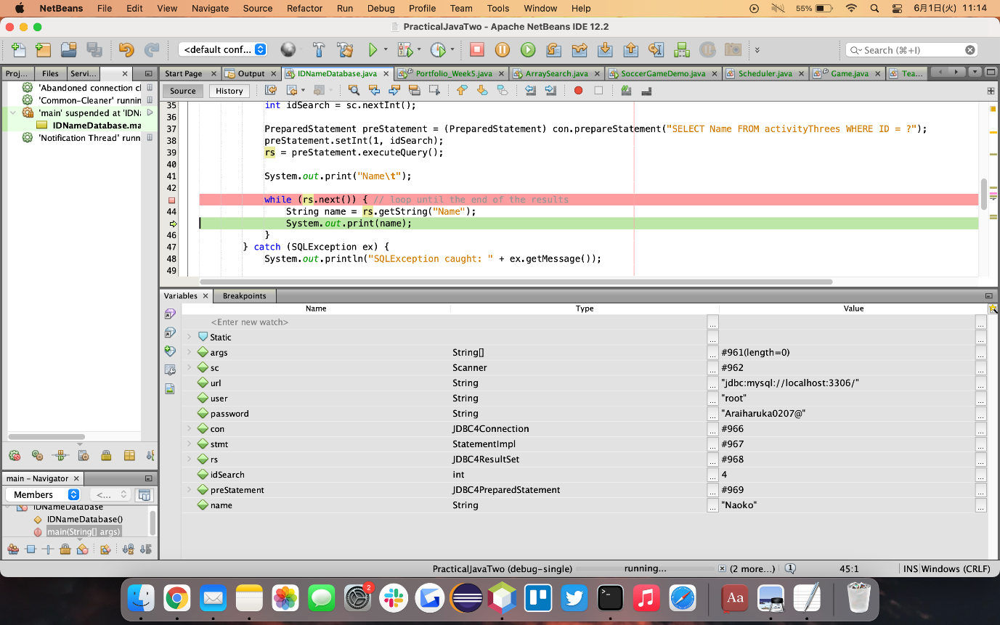 NetBeans File Edit View Navigate Source Refactor Run Debug Profile Team Tools Window Help 55% 6月1日(火) 11:14
PracticalJavaTwo - Apache NetBeans IDE 12.2
<default conf... Search (⌘+I)
Proj... Files Servi...
Start Page Output IDNameDatabase.java Portfolio_Week5.java ArraySearch.java SoccerGameDemo.java Scheduler.java Game.java Tea...
Source History
'Abandoned connection cl
'Common-Cleaner' runnin
'main' suspended at 'IDNa
IDNameDatabase.ma
'Notification Thread' runn
35 int idSearch = sc.nextInt();
36
37 PreparedStatement preStatement = (PreparedStatement) con.prepareStatement("SELECT Name FROM activityThrees WHERE ID = ?");
38 preStatement.setInt(1, idSearch);
39 rs = preStatement.executeQuery();
40
41 System.out.print("Name\t");
42
while (rs.next()) { // loop until the end of the results
44 String name = rs.getString("Name");
System.out.print(name);
46 }
47 } catch (SQLException ex) {
48 System.out.println("SQLException caught: " + ex.getMessage());
49
Variables Breakpoints
Name Type Value
<Enter new watch>
Static
args String[] #961(length=0)
sc Scanner #962
url String "jdbc:mysql://localhost:3306/"
user String "root"
password String "Araiharuka0207@"
con JDBC4Connection #966
stmt StatementImpl #967
rs JDBC4ResultSet #968
idSearch int 4
preStatement JDBC4PreparedStatement #969
name String "Naoko"
main - Navigator
Members <...
IDNameDatabase
IDNameDatabase()
main(String[] args)
PracticalJavaTwo (debug-single) running... (2 more...) 1 45:1 INS Windows (CRLF)
2
Aa